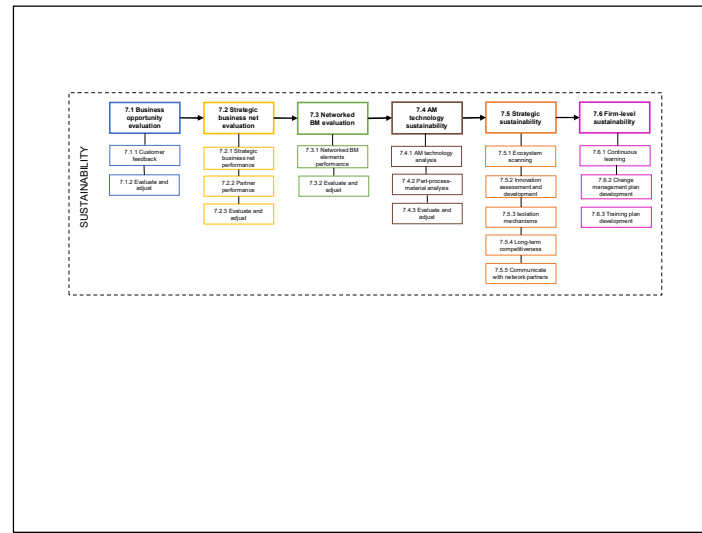 SUSTAINABILITY
7.1 Business
opportunity
evaluation
7.1.1 Customer
feedback
7.1.2 Evaluate and
adjust
7.2 Strategic
business net
evaluation
7.2.1 Strategic
business net
performance
7.2.2 Partner
performance
7.2.3 Evaluate and
adjust
7.3 Networked
BM evaluation
7.3.1 Networked BM
elements performance
7.3.2 Evaluate and
adjust
7.4 AM
technology
sustainability
7.4.1 AM technology
analysis
7.4.2 Part-process-
material analysis
7.4.3 Evaluate and
adjust
7.5 Strategic
sustainability
7.5.1 Ecosystem
scanning
7.5.2 Innovation
assessment and
development
7.5.3 Isolation
mechanisms
7.5.4 Long-term
competitiveness
7.5.5 Communicate
with network partners
7.6 Firm-level
sustainability
7.6.1 Continuous
learning
7.6.2 Change
management plan
development
7.6.3 Training plan
development